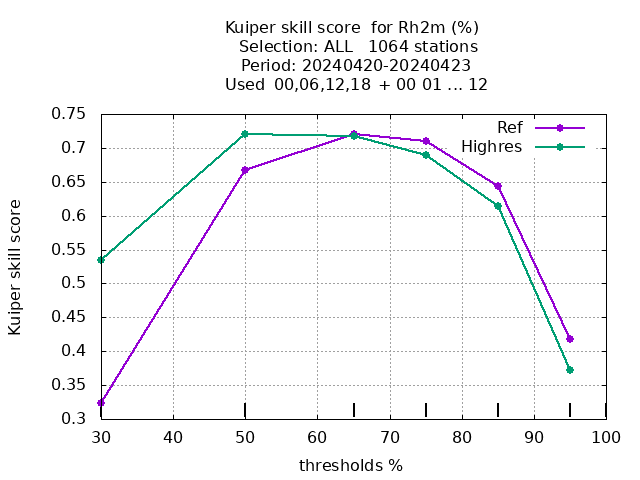 Kuiper skill score  for Rh2m (%)
Selection: ALL   1064 stations
Period: 20240420-20240423
Used  00,06,12,18 + 00 01 ... 12
Ref
Highres
Kuiper skill score
0.75
0.7
0.65
0.6
0.55
0.5
0.45
0.4
0.35
0.3
30 40 50 60 70 80 90 100
thresholds %